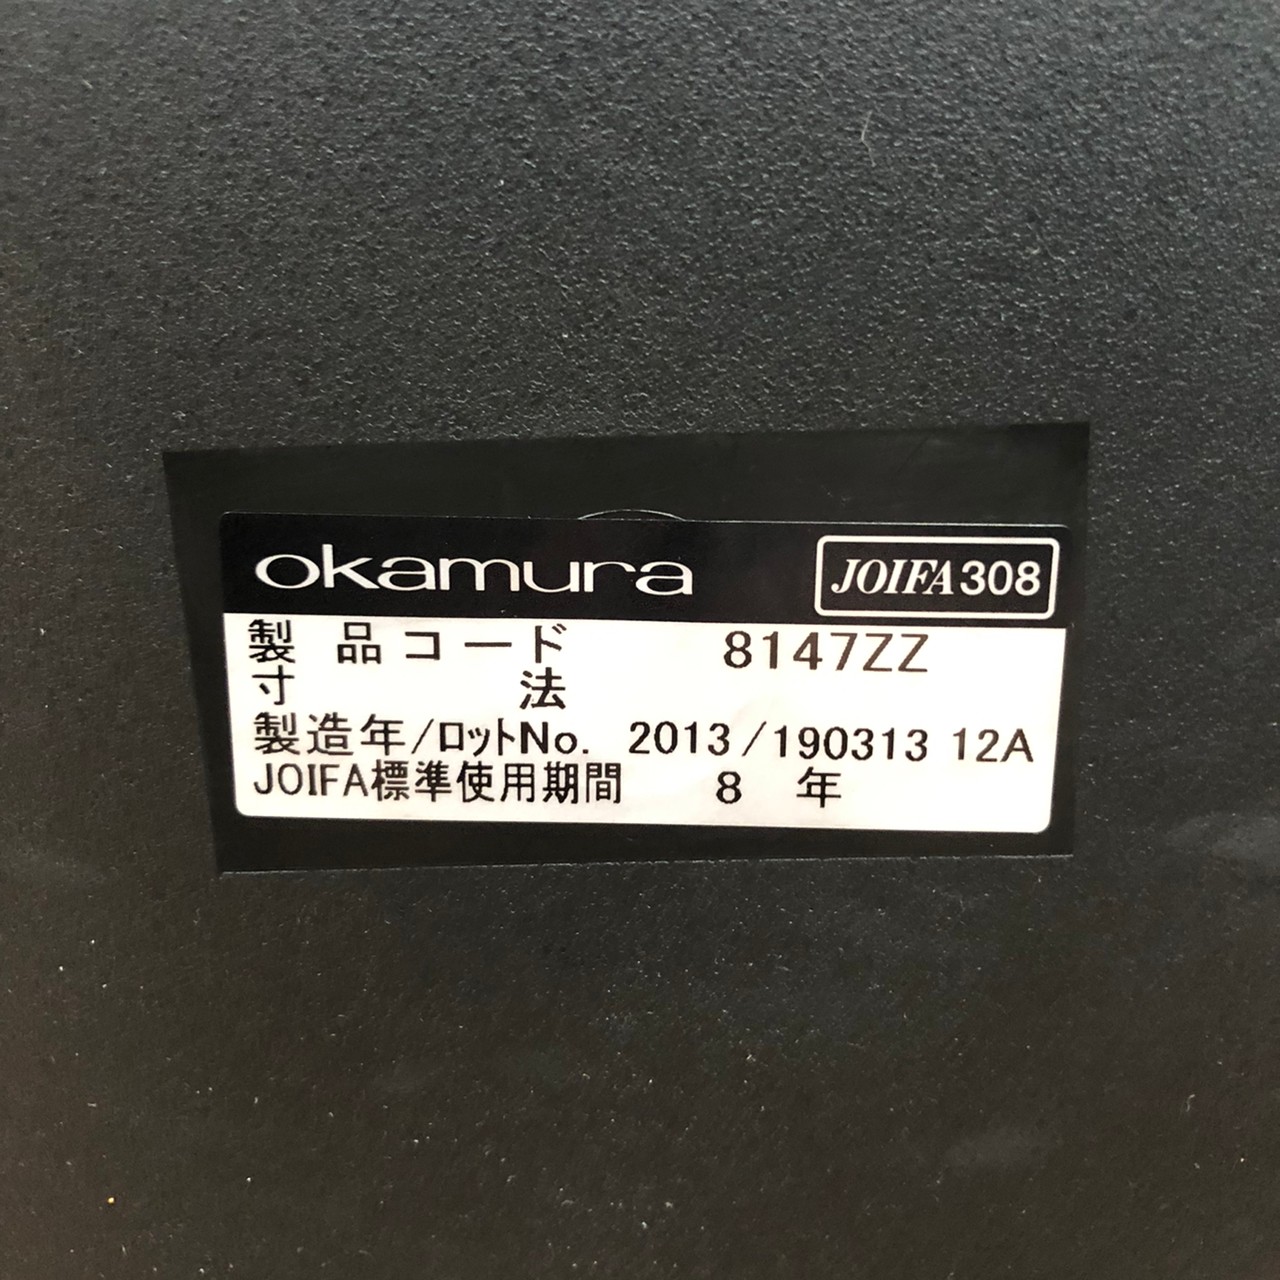 okamura JOIFA308
製品コード 8147ZZ
寸法
製造年/ロットNo. 2013/190313 12A
JOIFA標準使用期間 8 年